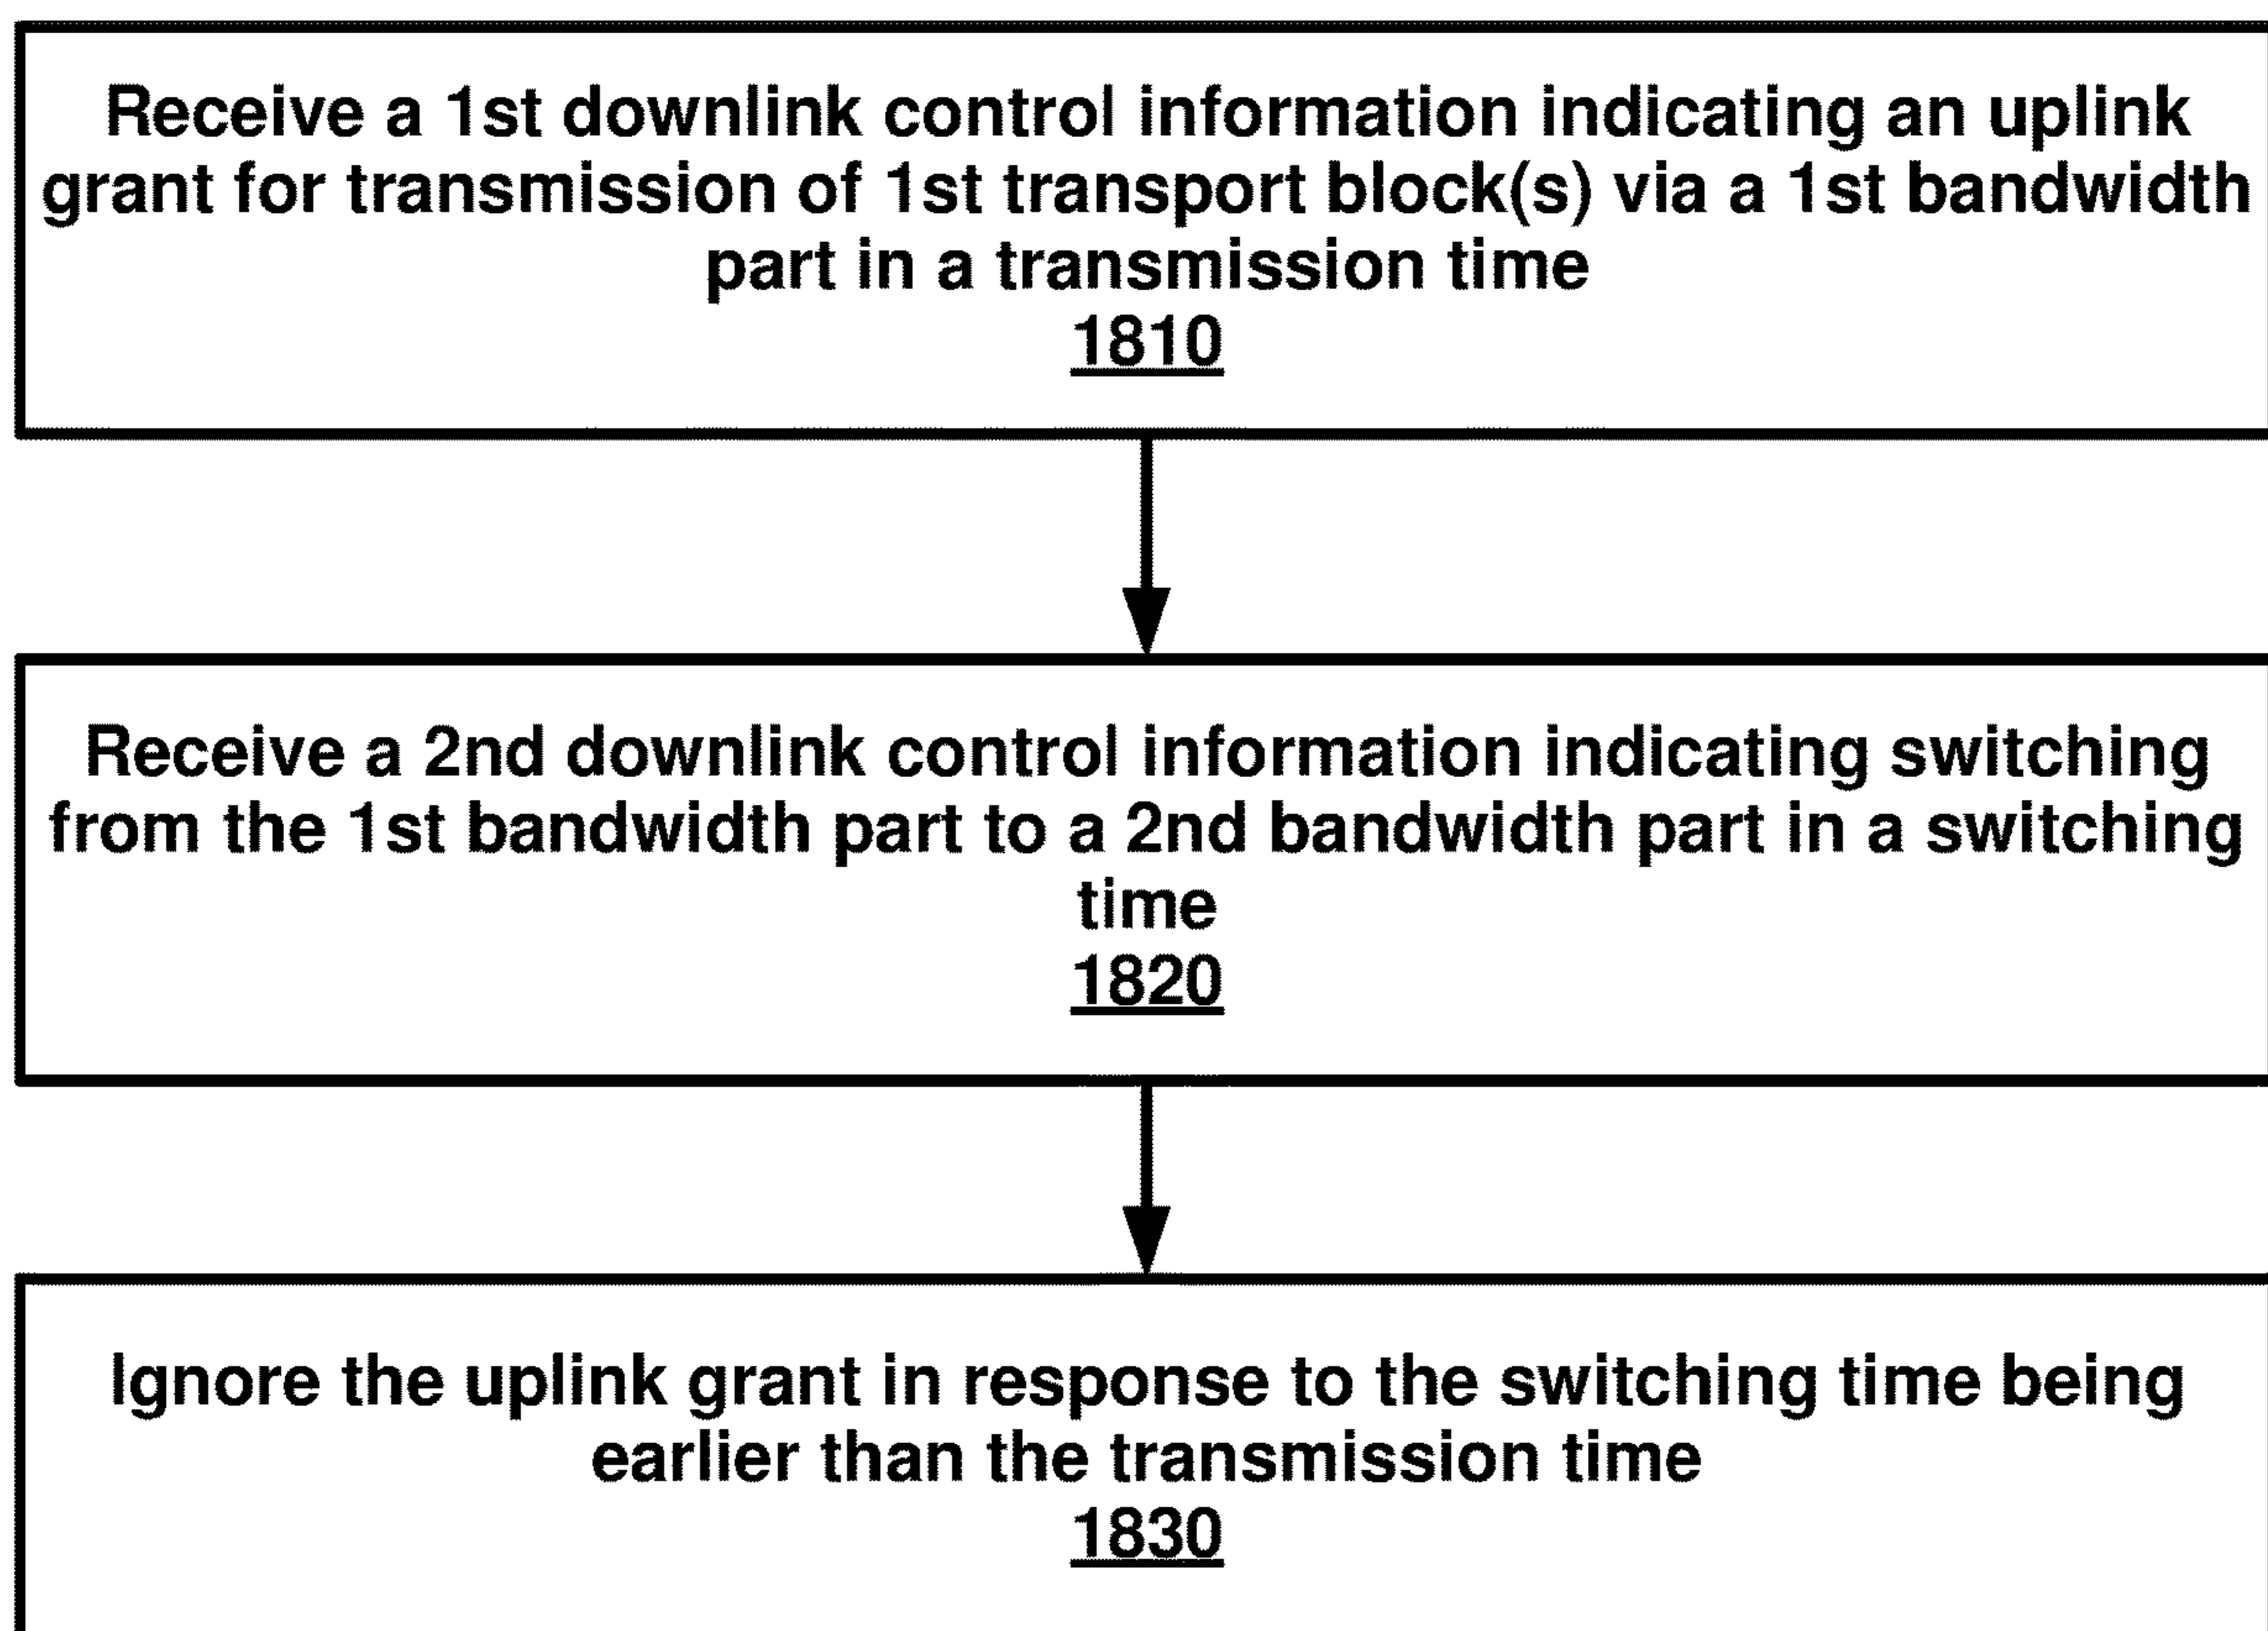 Receive a 1st downlink control information indicating an uplink
grant for transmission of 1st transport block(s) via a 1st bandwidth
part in a transmission time
1810
Receive a 2nd downlink control information indicating switching
from the 1st bandwidth part to a 2nd bandwidth part in a switching
time
1820
Ignore the uplink grant in response to the switching time being
earlier than the transmission time
1830